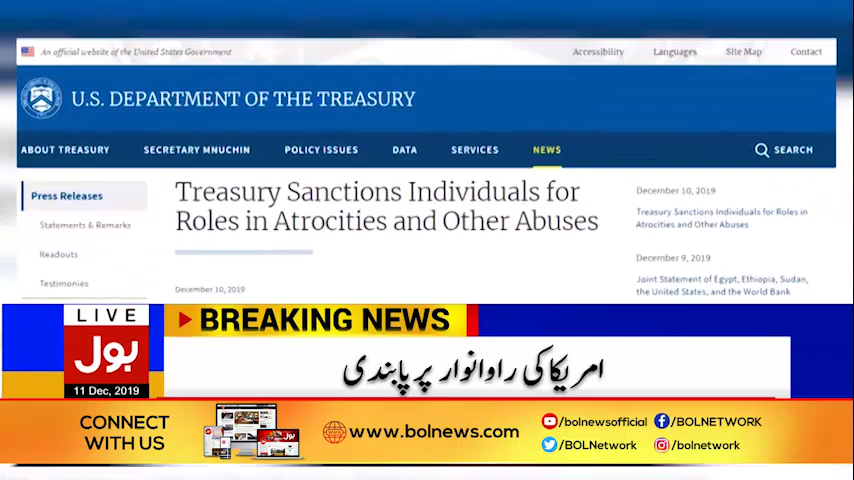 An official website of the United States Government
Accessibility Languages Site Map Contact
U.S. DEPARTMENT OF THE TREASURY
ABOUT TREASURY SECRETARY MNUCHIN POLICY ISSUES DATA SERVICES NEWS SEARCH
Press Releases
Statements & Remarks
Readouts
Testimonies
Treasury Sanctions Individuals for
Roles in Atrocities and Other Abuses
December 10, 2019
December 10, 2019
Treasury Sanctions Individuals for Roles in
Atrocities and Other Abuses
December 9, 2019
Joint Statement of Egypt, Ethiopia, Sudan,
the United States, and the World Bank
LIVE
بول
11 Dec, 2019
BREAKING NEWS
امریکا کی راوانوار پر پابندی
CONNECT
WITH US
www.bolnews.com
/bolnewsofficial /BOLNETWORK
/BOLNetwork /bolnetwork